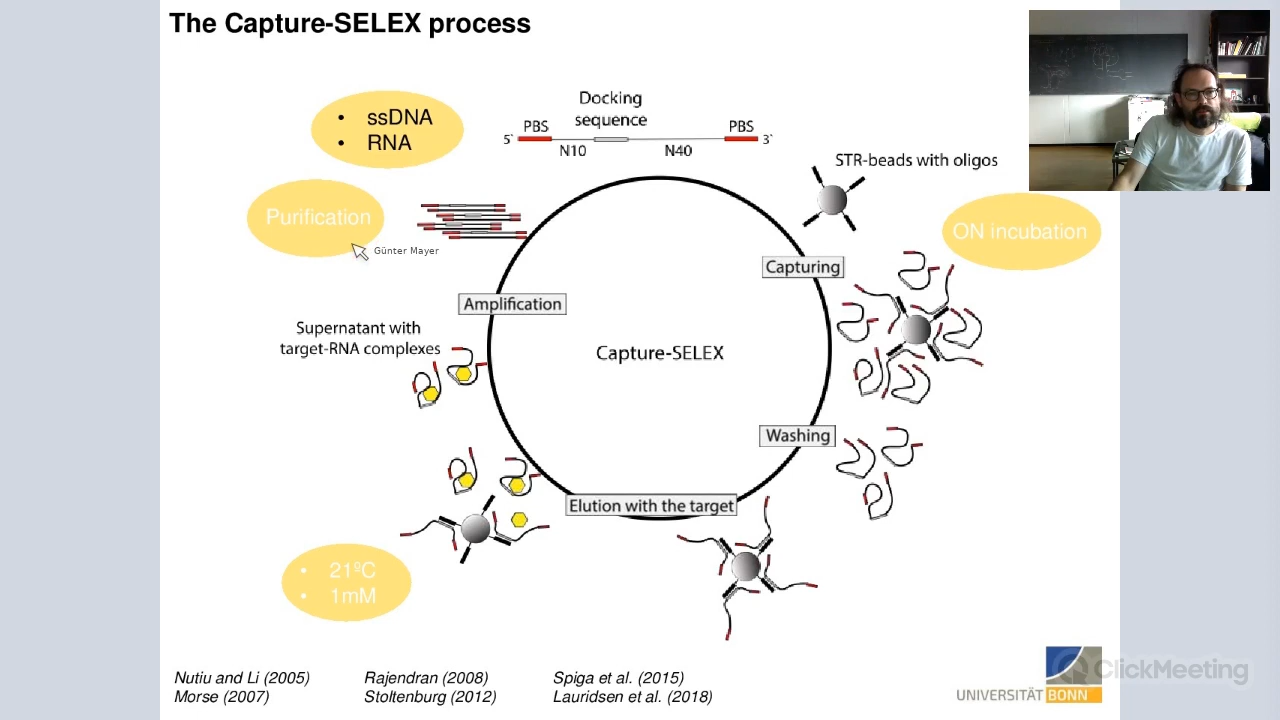 The Capture-SELEX process
• ssDNA
• RNA
Docking
sequence
PBS
PBS
5`
3`
N10
N40
STR-beads with oligos
Purification
Günter Mayer
ON incubation
Capturing
Amplification
Supernatant with
target-RNA complexes
Capture-SELEX
Washing
Elution with the target
• 21ºC
• 1mM
Nutiu and Li (2005)
Morse (2007)
Rajendran (2008)
Stoltenburg (2012)
Spiga et al. (2015)
Lauridsen et al. (2018)
ClickMeeting
UNIVERSITÄT BONN